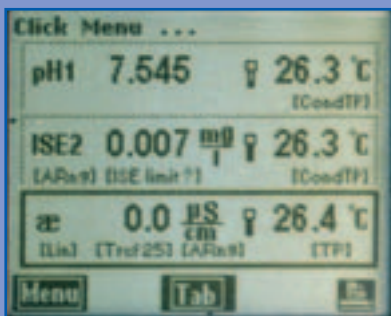 Click Menu ...
pH1 7.545 26.3 °C
[CondTP]
ISE2 0.007 mg/l 26.3 °C
[ARng] [ISE limit?] [CondTP]
æ 0.0 µS/cm 26.4 °C
[Lin] [Tref25] [ARng] [TP]
Menu Tab